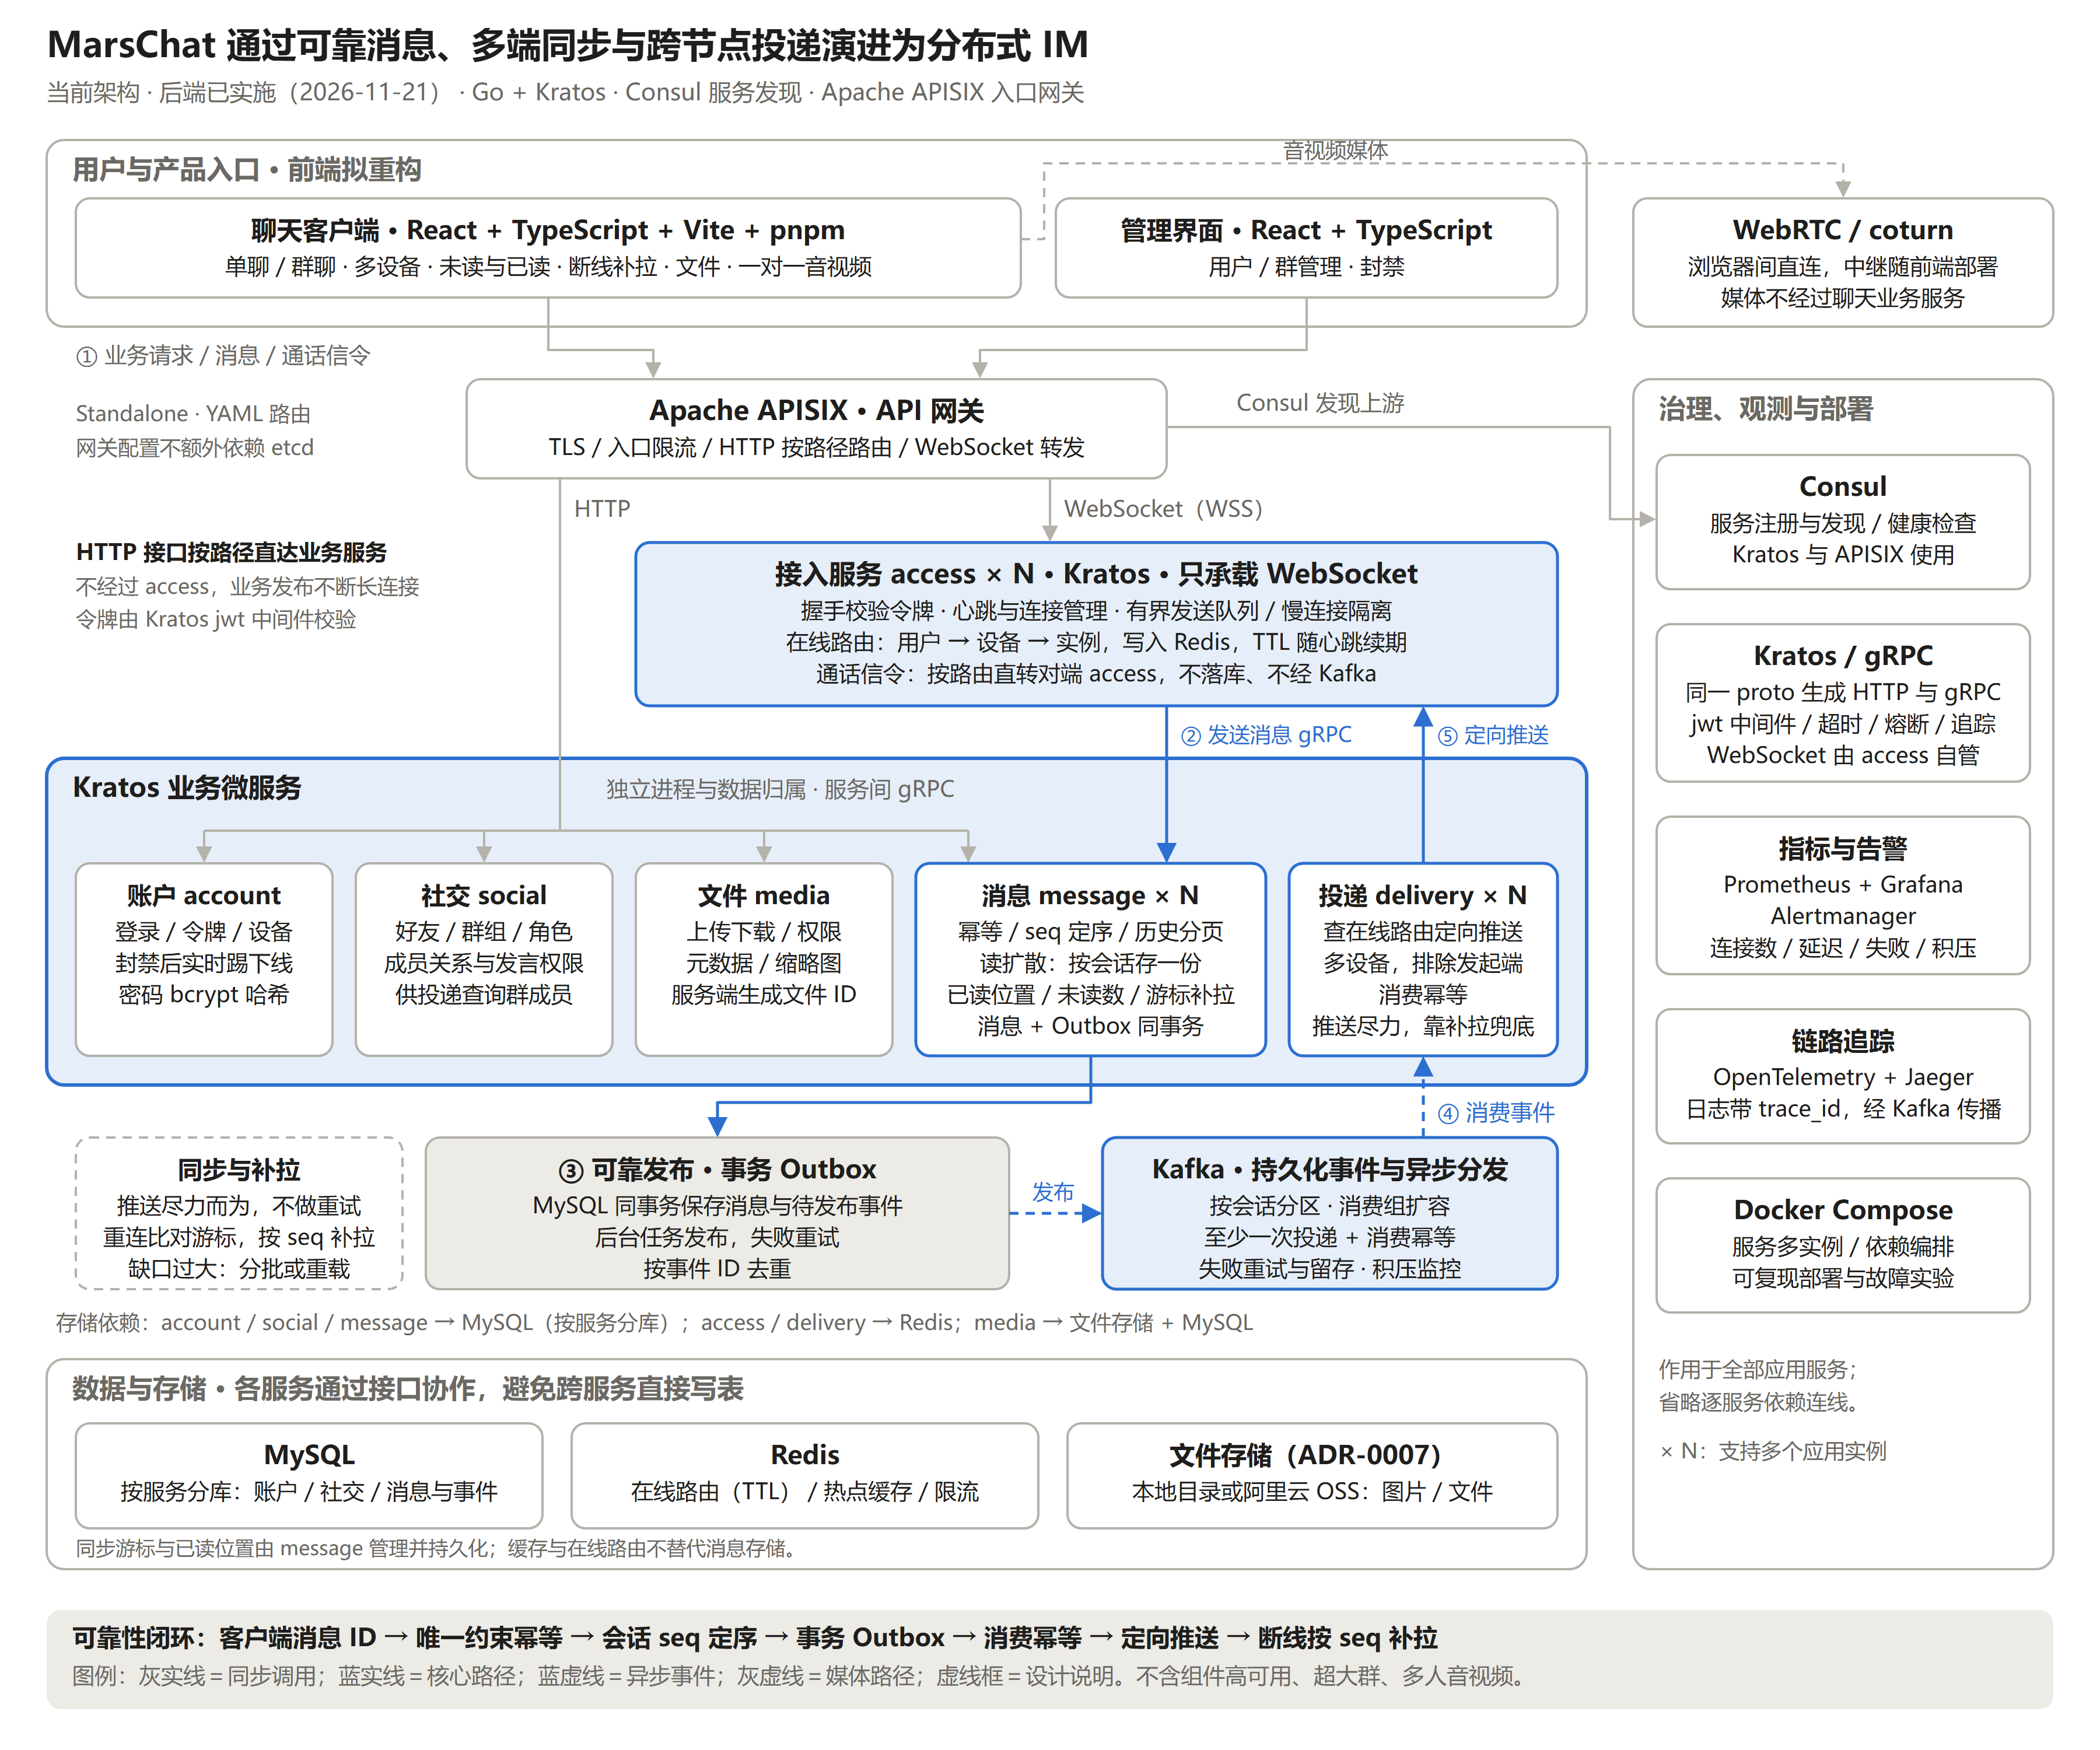 MarsChat 通过可靠消息、多端同步与跨节点投递演进为分布式 IM
当前架构 · 后端已实施（2026-11-21） · Go + Kratos · Consul 服务发现 · Apache APISIX 入口网关
音视频媒体
用户与产品入口 · 前端拟重构
聊天客户端 · React + TypeScript + Vite + pnpm
单聊 / 群聊 · 多设备 · 未读与已读 · 断线补拉 · 文件 · 一对一音视频
管理界面 · React + TypeScript
用户 / 群管理 · 封禁
WebRTC / coturn
浏览器间直连，中继随前端部署
媒体不经过聊天业务服务
① 业务请求 / 消息 / 通话信令
Standalone · YAML 路由
网关配置不额外依赖 etcd
Apache APISIX · API 网关
TLS / 入口限流 / HTTP 按路径路由 / WebSocket 转发
Consul 发现上游
HTTP
WebSocket（WSS）
HTTP 接口按路径直达业务服务
不经过 access，业务发布不断长连接
令牌由 Kratos jwt 中间件校验
接入服务 access × N · Kratos · 只承载 WebSocket
握手校验令牌 · 心跳与连接管理 · 有界发送队列 / 慢连接隔离
在线路由：用户 → 设备 → 实例，写入 Redis，TTL 随心跳续期
通话信令：按路由直转对端 access，不落库、不经 Kafka
② 发送消息 gRPC
⑤ 定向推送
Kratos 业务微服务
独立进程与数据归属 · 服务间 gRPC
账户 account
登录 / 令牌 / 设备
封禁后实时踢下线
密码 bcrypt 哈希
社交 social
好友 / 群组 / 角色
成员关系与发言权限
供投递查询群成员
文件 media
上传下载 / 权限
元数据 / 缩略图
服务端生成文件 ID
消息 message × N
幂等 / seq 定序 / 历史分页
读扩散：按会话存一份
已读位置 / 未读数 / 游标补拉
消息 + Outbox 同事务
投递 delivery × N
查在线路由定向推送
多设备，排除发起端
消费幂等
推送尽力，靠补拉兜底
④ 消费事件
同步与补拉
推送尽力而为，不做重试
重连比对游标，按 seq 补拉
缺口过大：分批或重载
③ 可靠发布 · 事务 Outbox
MySQL 同事务保存消息与待发布事件
后台任务发布，失败重试
按事件 ID 去重
发布
Kafka · 持久化事件与异步分发
按会话分区 · 消费组扩容
至少一次投递 + 消费幂等
失败重试与留存 · 积压监控
存储依赖：account / social / message → MySQL（按服务分库）；access / delivery → Redis；media → 文件存储 + MySQL
数据与存储 · 各服务通过接口协作，避免跨服务直接写表
MySQL
按服务分库：账户 / 社交 / 消息与事件
Redis
在线路由（TTL） / 热点缓存 / 限流
文件存储（ADR-0007）
本地目录或阿里云 OSS：图片 / 文件
同步游标与已读位置由 message 管理并持久化；缓存与在线路由不替代消息存储。
治理、观测与部署
Consul
服务注册与发现 / 健康检查
Kratos 与 APISIX 使用
Kratos / gRPC
同一 proto 生成 HTTP 与 gRPC
jwt 中间件 / 超时 / 熔断 / 追踪
WebSocket 由 access 自管
指标与告警
Prometheus + Grafana
Alertmanager
连接数 / 延迟 / 失败 / 积压
链路追踪
OpenTelemetry + Jaeger
日志带 trace_id，经 Kafka 传播
Docker Compose
服务多实例 / 依赖编排
可复现部署与故障实验
作用于全部应用服务；
省略逐服务依赖连线。
× N：支持多个应用实例
可靠性闭环：客户端消息 ID → 唯一约束幂等 → 会话 seq 定序 → 事务 Outbox → 消费幂等 → 定向推送 → 断线按 seq 补拉
图例：灰实线 = 同步调用；蓝实线 = 核心路径；蓝虚线 = 异步事件；灰虚线 = 媒体路径；虚线框 = 设计说明。不含组件高可用、超大群、多人音视频。